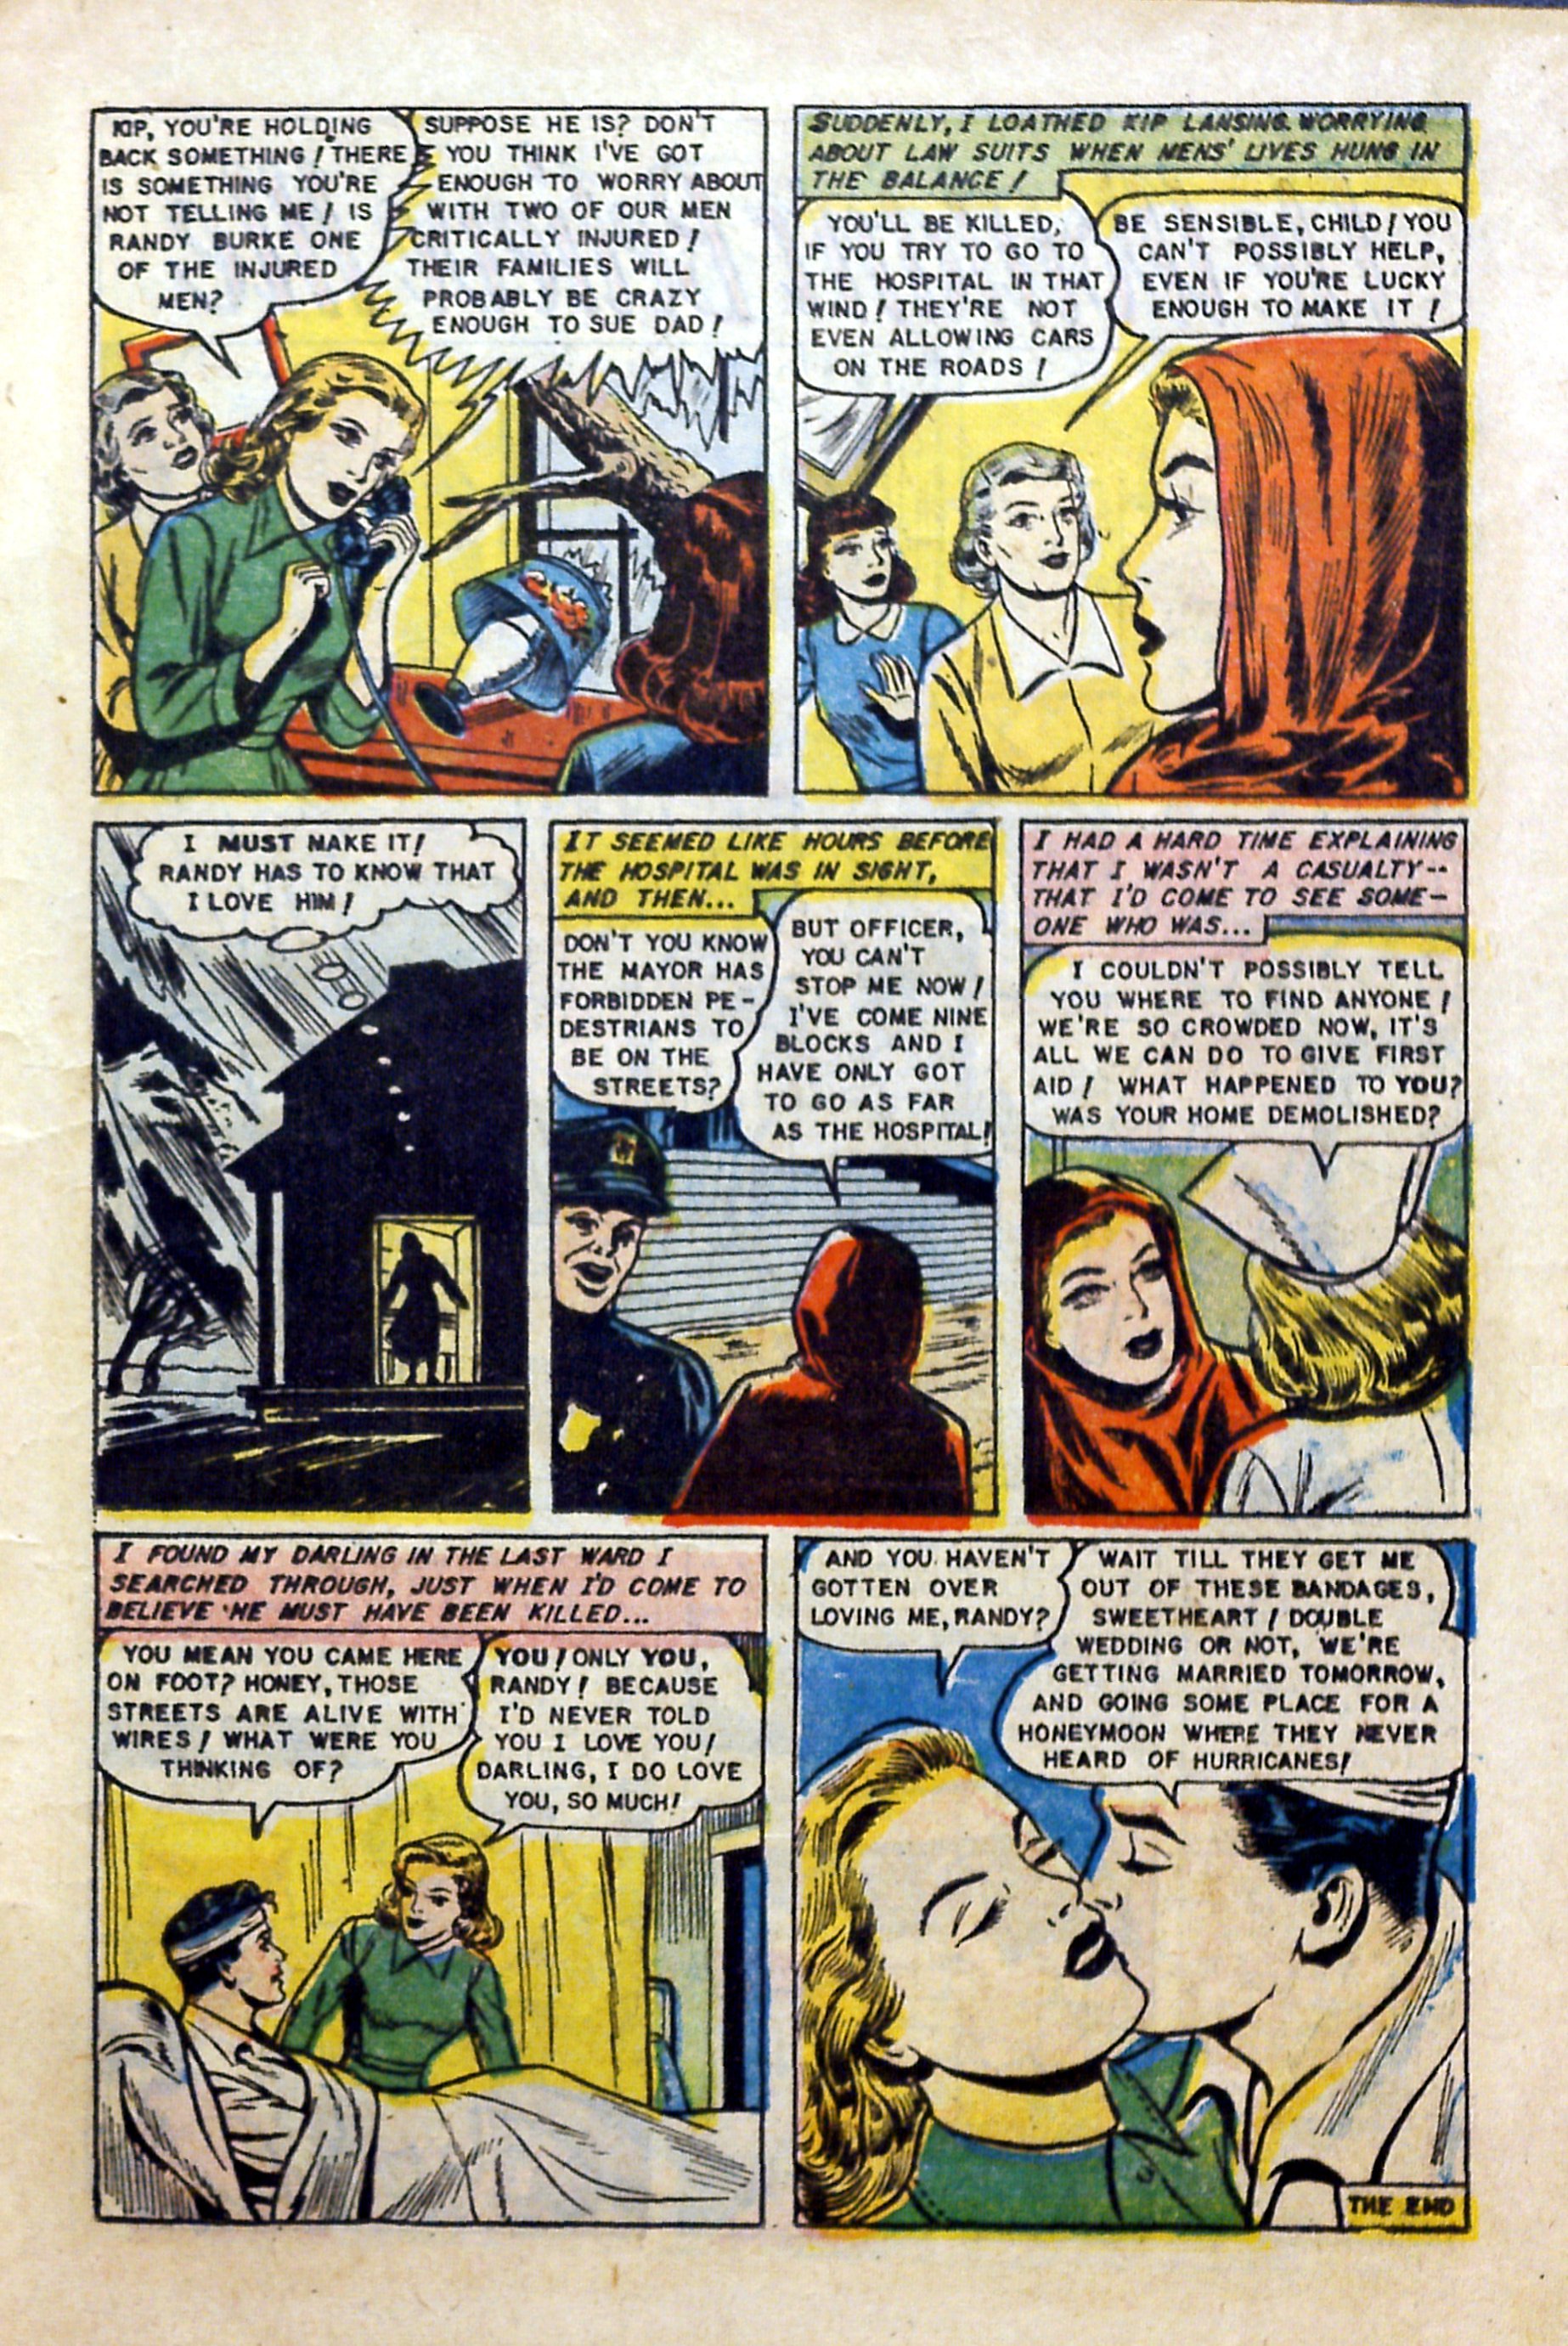 KIP, YOU'RE HOLDING
BACK SOMETHING! THERE
IS SOMETHING YOU'RE
NOT TELLING ME! IS
RANDY BURKE ONE
OF THE INJURED
MEN?
SUPPOSE HE IS? DON'T
YOU THINK I'VE GOT
ENOUGH TO WORRY ABOUT
WITH TWO OF OUR MEN
CRITICALLY INJURED!
THEIR FAMILIES WILL
PROBABLY BE CRAZY
ENOUGH TO SUE DAD!
SUDDENLY, I LOATHED KIP LANSING. WORRYING
ABOUT LAW SUITS WHEN MENS' LIVES HUNG IN
THE BALANCE!
YOU'LL BE KILLED,
IF YOU TRY TO GO TO
THE HOSPITAL IN THAT
WIND! THEY'RE NOT
EVEN ALLOWING CARS
ON THE ROADS!
BE SENSIBLE, CHILD! YOU
CAN'T POSSIBLY HELP,
EVEN IF YOU'RE LUCKY
ENOUGH TO MAKE IT!
I MUST MAKE IT!
RANDY HAS TO KNOW THAT
I LOVE HIM!
IT SEEMED LIKE HOURS BEFORE
THE HOSPITAL WAS IN SIGHT,
AND THEN...
DON'T YOU KNOW
THE MAYOR HAS
FORBIDDEN PE-
DESTRIANS TO
BE ON THE
STREETS?
BUT OFFICER,
YOU CAN'T
STOP ME NOW!
I'VE COME NINE
BLOCKS AND I
HAVE ONLY GOT
TO GO AS FAR
AS THE HOSPITAL!
I HAD A HARD TIME EXPLAINING
THAT I WASN'T A CASUALTY--
THAT I'D COME TO SEE SOME-
ONE WHO WAS...
I COULDN'T POSSIBLY TELL
YOU WHERE TO FIND ANYONE!
WE'RE SO CROWDED NOW, IT'S
ALL WE CAN DO TO GIVE FIRST
AID! WHAT HAPPENED TO YOU?
WAS YOUR HOME DEMOLISHED?
I FOUND MY DARLING IN THE LAST WARD I
SEARCHED THROUGH, JUST WHEN I'D COME TO
BELIEVE HE MUST HAVE BEEN KILLED...
YOU MEAN YOU CAME HERE
ON FOOT? HONEY, THOSE
STREETS ARE ALIVE WITH
WIRES! WHAT WERE YOU
THINKING OF?
YOU! ONLY YOU,
RANDY! BECAUSE
I'D NEVER TOLD
YOU I LOVE YOU!
DARLING, I DO LOVE
YOU, SO MUCH!
AND YOU HAVEN'T
GOTTEN OVER
LOVING ME, RANDY?
WAIT TILL THEY GET ME
OUT OF THESE BANDAGES,
SWEETHEART! DOUBLE
WEDDING OR NOT, WE'RE
GETTING MARRIED TOMORROW,
AND GOING SOME PLACE FOR A
HONEYMOON WHERE THEY NEVER
HEARD OF HURRICANES!
THE END